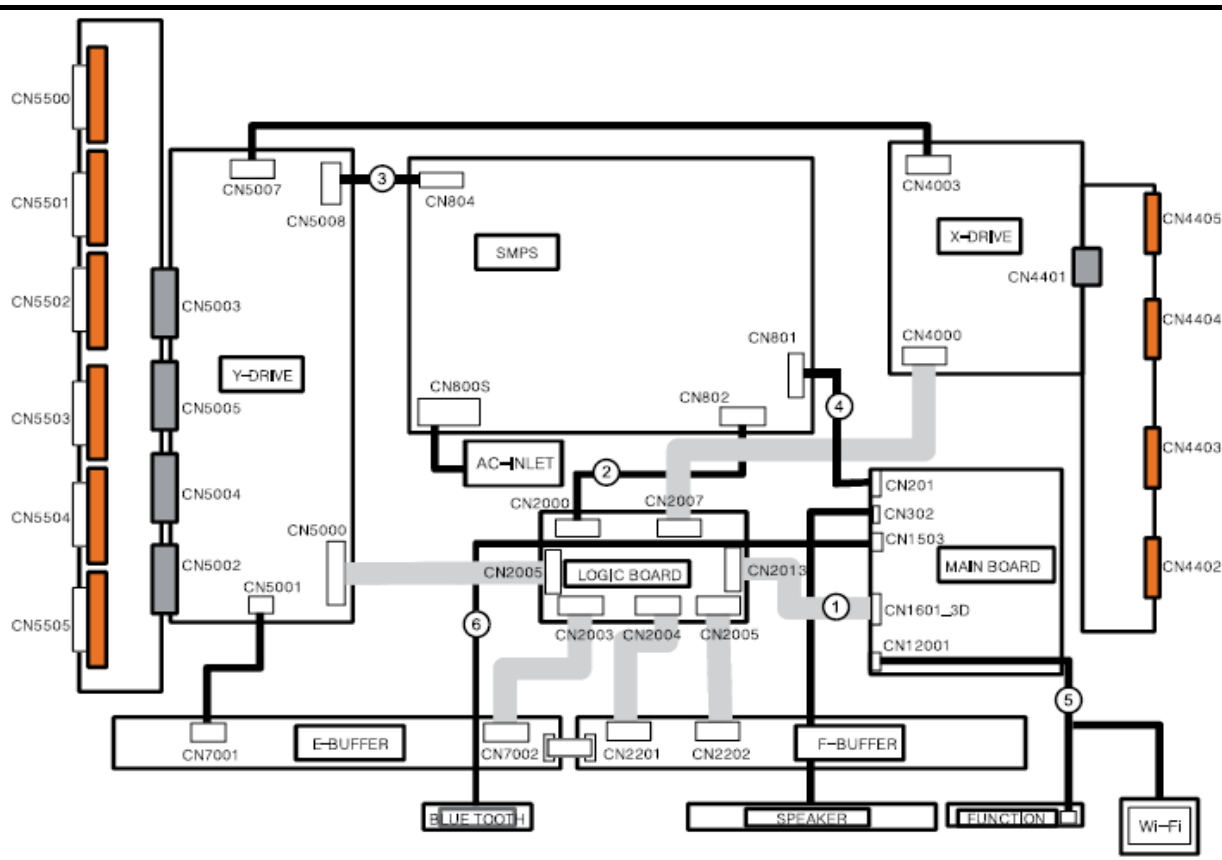 CN5500
CN5501
CN5502
CN5503
CN5504
CN5505
CN5007
CN5008
3
CN804
CN5003
CN5005
CN5004
CN5002
Y-DRIVE
CN5000
CN5001
SMPS
CN801
CN800S
CN802
AC-INLET
2
4
CN4003
X-DRIVE
CN4401
CN4000
CN4405
CN4404
CN4403
CN4402
CN2000
CN2007
CN2005
LOGIC BOARD
CN2013
CN2003
CN2004
CN2005
1
6
CN201
CN302
CN1503
MAIN BOARD
CN1601_3D
CN12001
5
CN7001
E-BUFFER
CN7002
CN2201
CN2202
F-BUFFER
BLUE TOOTH
SPEAKER
FUNCTION
Wi-Fi